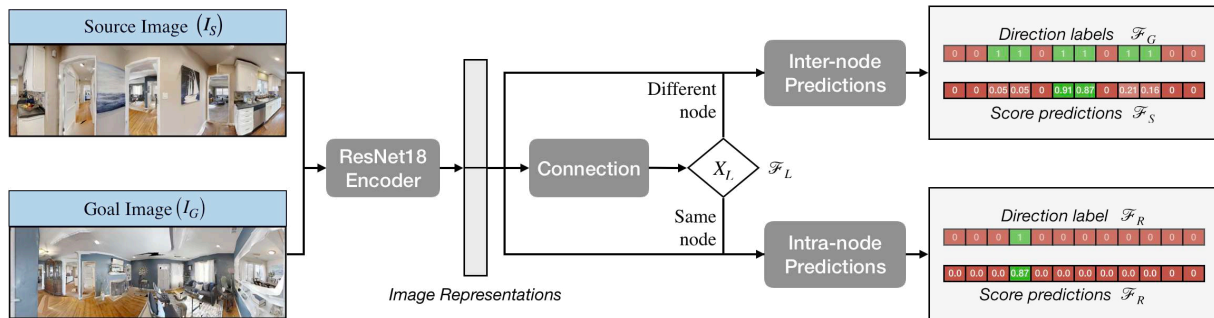 Source Image (I_S)
Goal Image (I_G)
ResNet18
Encoder
Image Representations
Connection
Different
node
X_L
ℱ_L
Same
node
Inter-node
Predictions
Intra-node
Predictions
Direction labels ℱ_G
0 0 1 1 0 1 1 0 1 1 0 0
0 0 0.05 0.05 0 0.91 0.87 0 0.21 0.16 0 0
Score predictions ℱ_S
Direction label ℱ_R
0 0 0 1 0 0 0 0 0 0 0 0
0.0 0.0 0.0 0.87 0.0 0.0 0.0 0.0 0.0 0.0 0 0
Score predictions ℱ_R